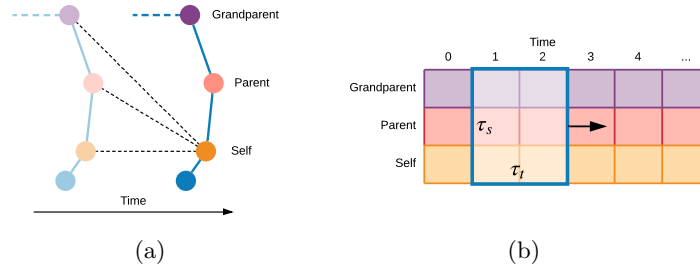 Grandparent
Parent
Self
Time
(a)
Time
0 1 2 3 4 ...
Grandparent
Parent
Self
τₛ
τₜ
(b)